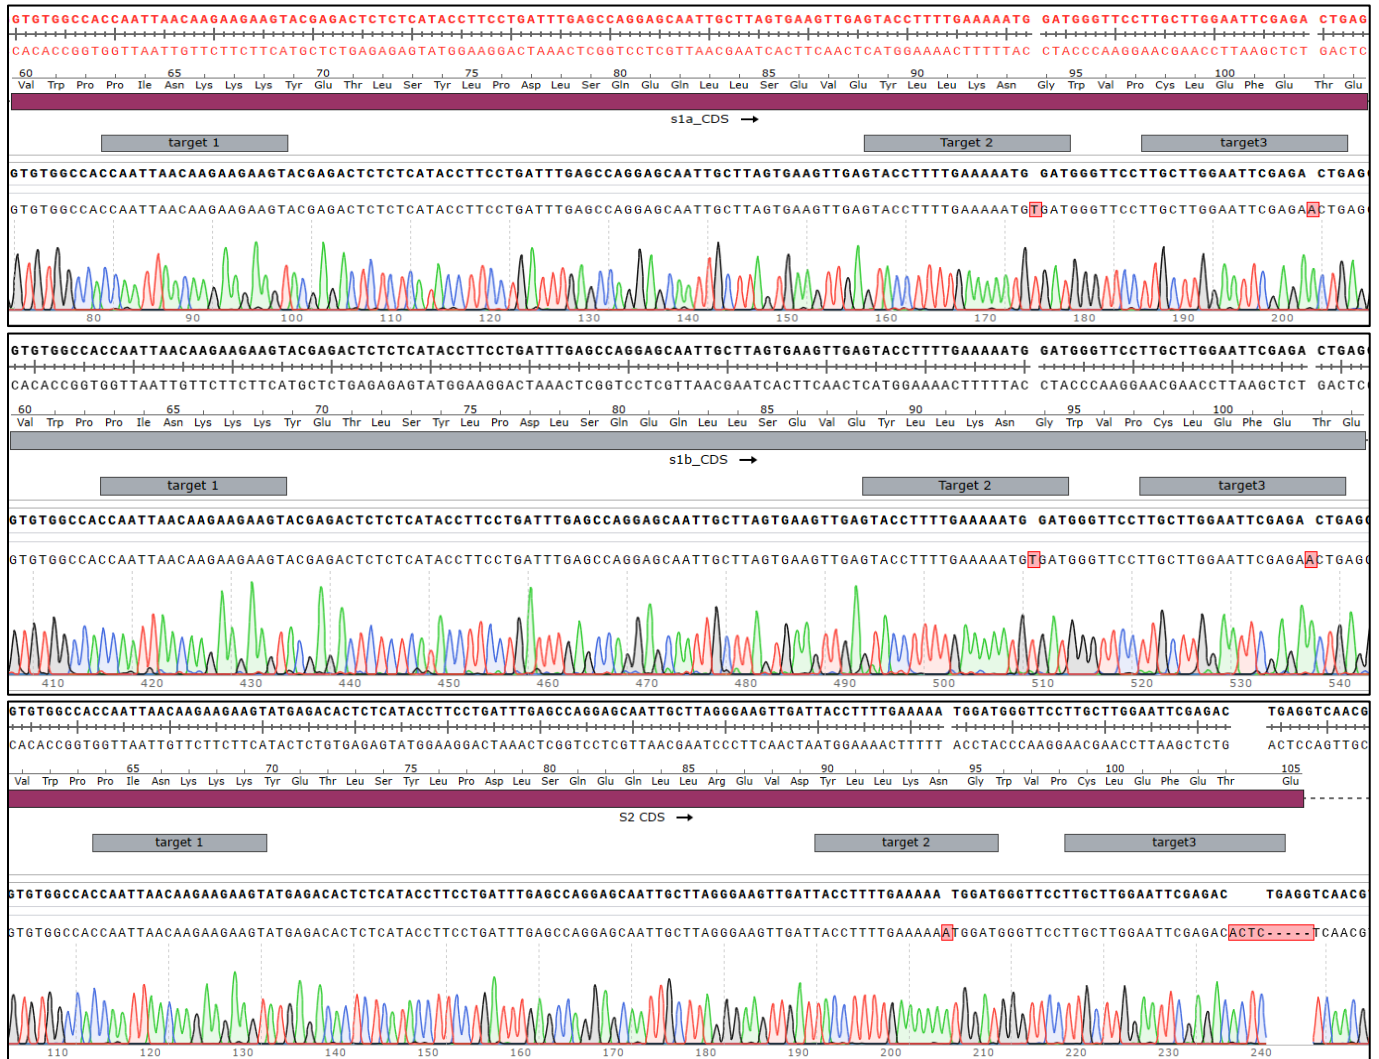 GTGTGGCCACCAATTAACAAGAAGAAGTACGAGACTCTCTCATACCTTCCTGATTTGAGCCAGGAGCAATTGCTTAGTGAAGTTGAGTACCTTTTGAAAAATG GATGGGTTCCTTGCTTGGAATTCGAGA CTGAG
CACACCGGTGGTTAATTGTTCTTCTTCATGCTCTGAGAGAGTATGGAAGGACTAAACTCGGTCCTCGTTAACGAATCACTTCAACTCATGGAAAACTTTTTAC CTACCCAAGGAACGAACCTTAAGCTCT GACTC
60 65 70 75 80 85 90 95 100
Val Trp Pro Pro Ile Asn Lys Lys Lys Tyr Glu Thr Leu Ser Tyr Leu Pro Asp Leu Ser Gln Glu Gln Leu Leu Ser Glu Val Glu Tyr Leu Leu Lys Asn Gly Trp Val Pro Cys Leu Glu Phe Glu Thr Glu
s1a_CDS →
target 1 Target 2 target3
GTGTGGCCACCAATTAACAAGAAGAAGTACGAGACTCTCTCATACCTTCCTGATTTGAGCCAGGAGCAATTGCTTAGTGAAGTTGAGTACCTTTTGAAAAATG GATGGGTTCCTTGCTTGGAATTCGAGA CTGAG
GTGTGGCCACCAATTAACAAGAAGAAGTACGAGACTCTCTCATACCTTCCTGATTTGAGCCAGGAGCAATTGCTTAGTGAAGTTGAGTACCTTTTGAAAAATGTGATGGGTTCCTTGCTTGGAATTCGAGAACTGAG
80 90 100 110 120 130 140 150 160 170 180 190 200
GTGTGGCCACCAATTAACAAGAAGAAGTACGAGACTCTCTCATACCTTCCTGATTTGAGCCAGGAGCAATTGCTTAGTGAAGTTGAGTACCTTTTGAAAAATG GATGGGTTCCTTGCTTGGAATTCGAGA CTGAG
CACACCGGTGGTTAATTGTTCTTCTTCATGCTCTGAGAGAGTATGGAAGGACTAAACTCGGTCCTCGTTAACGAATCACTTCAACTCATGGAAAACTTTTTAC CTACCCAAGGAACGAACCTTAAGCTCT GACTC
60 65 70 75 80 85 90 95 100
Val Trp Pro Pro Ile Asn Lys Lys Lys Tyr Glu Thr Leu Ser Tyr Leu Pro Asp Leu Ser Gln Glu Gln Leu Leu Ser Glu Val Glu Tyr Leu Leu Lys Asn Gly Trp Val Pro Cys Leu Glu Phe Glu Thr Glu
s1b_CDS →
target 1 Target 2 target3
GTGTGGCCACCAATTAACAAGAAGAAGTACGAGACTCTCTCATACCTTCCTGATTTGAGCCAGGAGCAATTGCTTAGTGAAGTTGAGTACCTTTTGAAAAATG GATGGGTTCCTTGCTTGGAATTCGAGA CTGAG
GTGTGGCCACCAATTAACAAGAAGAAGTACGAGACTCTCTCATACCTTCCTGATTTGAGCCAGGAGCAATTGCTTAGTGAAGTTGAGTACCTTTTGAAAAATGTGATGGGTTCCTTGCTTGGAATTCGAGAACTGAG
410 420 430 440 450 460 470 480 490 500 510 520 530 540
GTGTGGCCACCAATTAACAAGAAGAAGTATGAGACACTCTCATACCTTCCTGATTTGAGCCAGGAGCAATTGCTTAGGGAAGTTGATTACCTTTTGAAAAA TGGATGGGTTCCTTGCTTGGAATTCGAGAC TGAGGTCAACG
CACACCGGTGGTTAATTGTTCTTCTTCATACTCTGTGAGAGTATGGAAGGACTAAACTCGGTCCTCGTTAACGAATCCCTTCAACTAATGGAAAACTTTTT ACCTACCCAAGGAACGAACCTTAAGCTCTG ACTCCAGTTGC
65 70 75 80 85 90 95 100 105
Val Trp Pro Pro Ile Asn Lys Lys Lys Tyr Glu Thr Leu Ser Tyr Leu Pro Asp Leu Ser Gln Glu Gln Leu Leu Arg Glu Val Asp Tyr Leu Leu Lys Asn Gly Trp Val Pro Cys Leu Glu Phe Glu Thr Glu
S2 CDS →
target 1 target 2 target3
GTGTGGCCACCAATTAACAAGAAGAAGTATGAGACACTCTCATACCTTCCTGATTTGAGCCAGGAGCAATTGCTTAGGGAAGTTGATTACCTTTTGAAAAA TGGATGGGTTCCTTGCTTGGAATTCGAGAC TGAGGTCAACG
GTGTGGCCACCAATTAACAAGAAGAAGTATGAGACACTCTCATACCTTCCTGATTTGAGCCAGGAGCAATTGCTTAGGGAAGTTGATTACCTTTTGAAAAAATGGATGGGTTCCTTGCTTGGAATTCGAGACACTC-----TCAACG
110 120 130 140 150 160 170 180 190 200 210 220 230 240